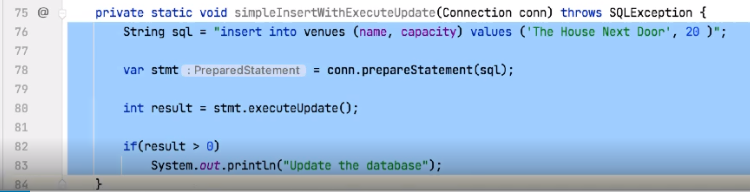 75 @ private static void simpleInsertWithExecuteUpdate(Connection conn) throws SQLException {
76 String sql = "insert into venues (name, capacity) values ('The House Next Door', 20 )";
77
78 var stmt : PreparedStatement = conn.prepareStatement(sql);
79
80 int result = stmt.executeUpdate();
81
82 if(result > 0)
83 System.out.println("Update the database");
84 }